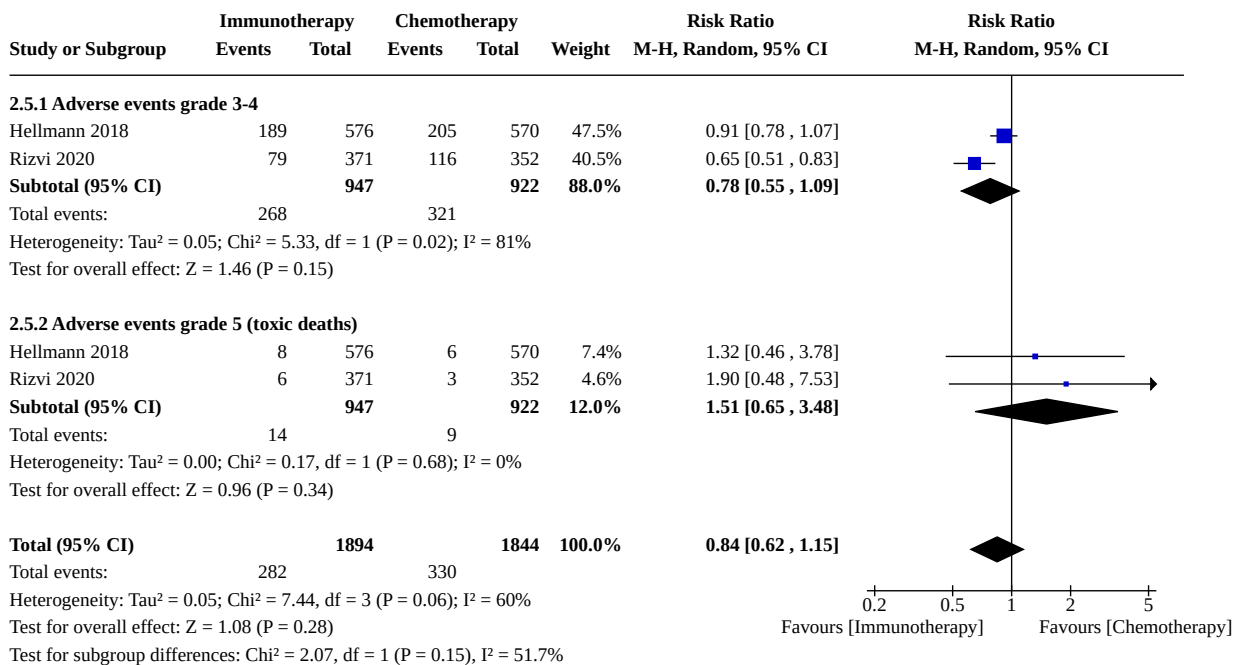 Immunotherapy Chemotherapy Risk Ratio Risk Ratio
Study or Subgroup Events Total Events Total Weight M-H, Random, 95% CI M-H, Random, 95% CI
2.5.1 Adverse events grade 3-4
Hellmann 2018 189 576 205 570 47.5% 0.91 [0.78 , 1.07]
Rizvi 2020 79 371 116 352 40.5% 0.65 [0.51 , 0.83]
Subtotal (95% CI) 947 922 88.0% 0.78 [0.55 , 1.09]
Total events: 268 321
Heterogeneity: Tau² = 0.05; Chi² = 5.33, df = 1 (P = 0.02); I² = 81%
Test for overall effect: Z = 1.46 (P = 0.15)
2.5.2 Adverse events grade 5 (toxic deaths)
Hellmann 2018 8 576 6 570 7.4% 1.32 [0.46 , 3.78]
Rizvi 2020 6 371 3 352 4.6% 1.90 [0.48 , 7.53]
Subtotal (95% CI) 947 922 12.0% 1.51 [0.65 , 3.48]
Total events: 14 9
Heterogeneity: Tau² = 0.00; Chi² = 0.17, df = 1 (P = 0.68); I² = 0%
Test for overall effect: Z = 0.96 (P = 0.34)
Total (95% CI) 1894 1844 100.0% 0.84 [0.62 , 1.15]
Total events: 282 330
Heterogeneity: Tau² = 0.05; Chi² = 7.44, df = 3 (P = 0.06); I² = 60%
Test for overall effect: Z = 1.08 (P = 0.28)
Test for subgroup differences: Chi² = 2.07, df = 1 (P = 0.15), I² = 51.7%
0.2 0.5 1 2 5
Favours [Immunotherapy] Favours [Chemotherapy]